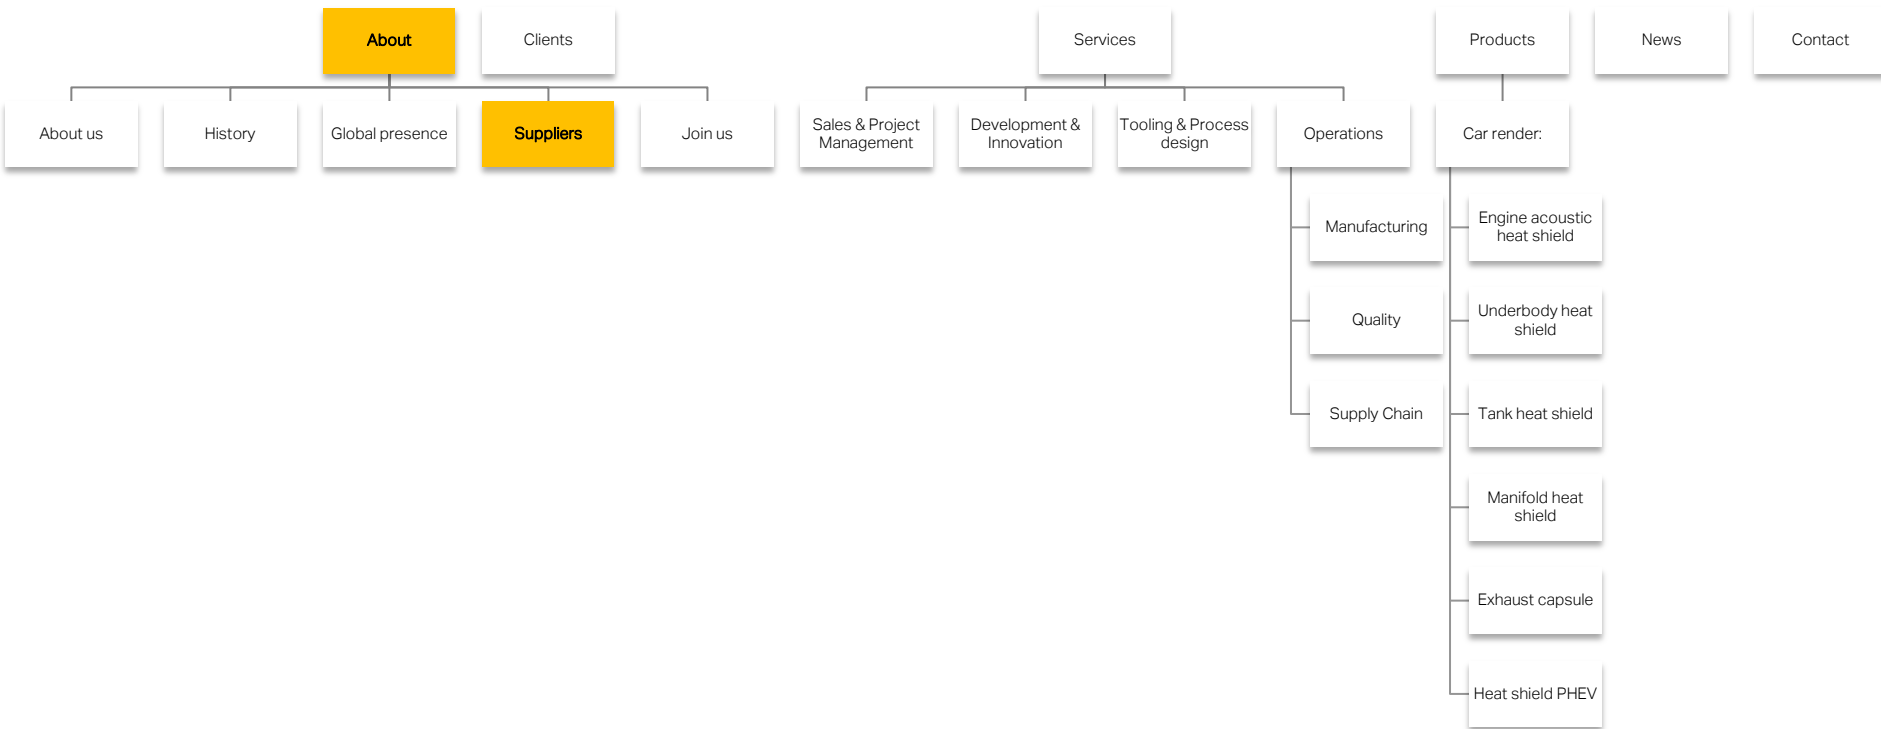 About
Clients
Services
Products
News
Contact
About us
History
Global presence
Suppliers
Join us
Sales & Project
Management
Development &
Innovation
Tooling & Process
design
Operations
Car render:
Manufacturing
Quality
Supply Chain
Engine acoustic
heat shield
Underbody heat
shield
Tank heat shield
Manifold heat
shield
Exhaust capsule
Heat shield PHEV